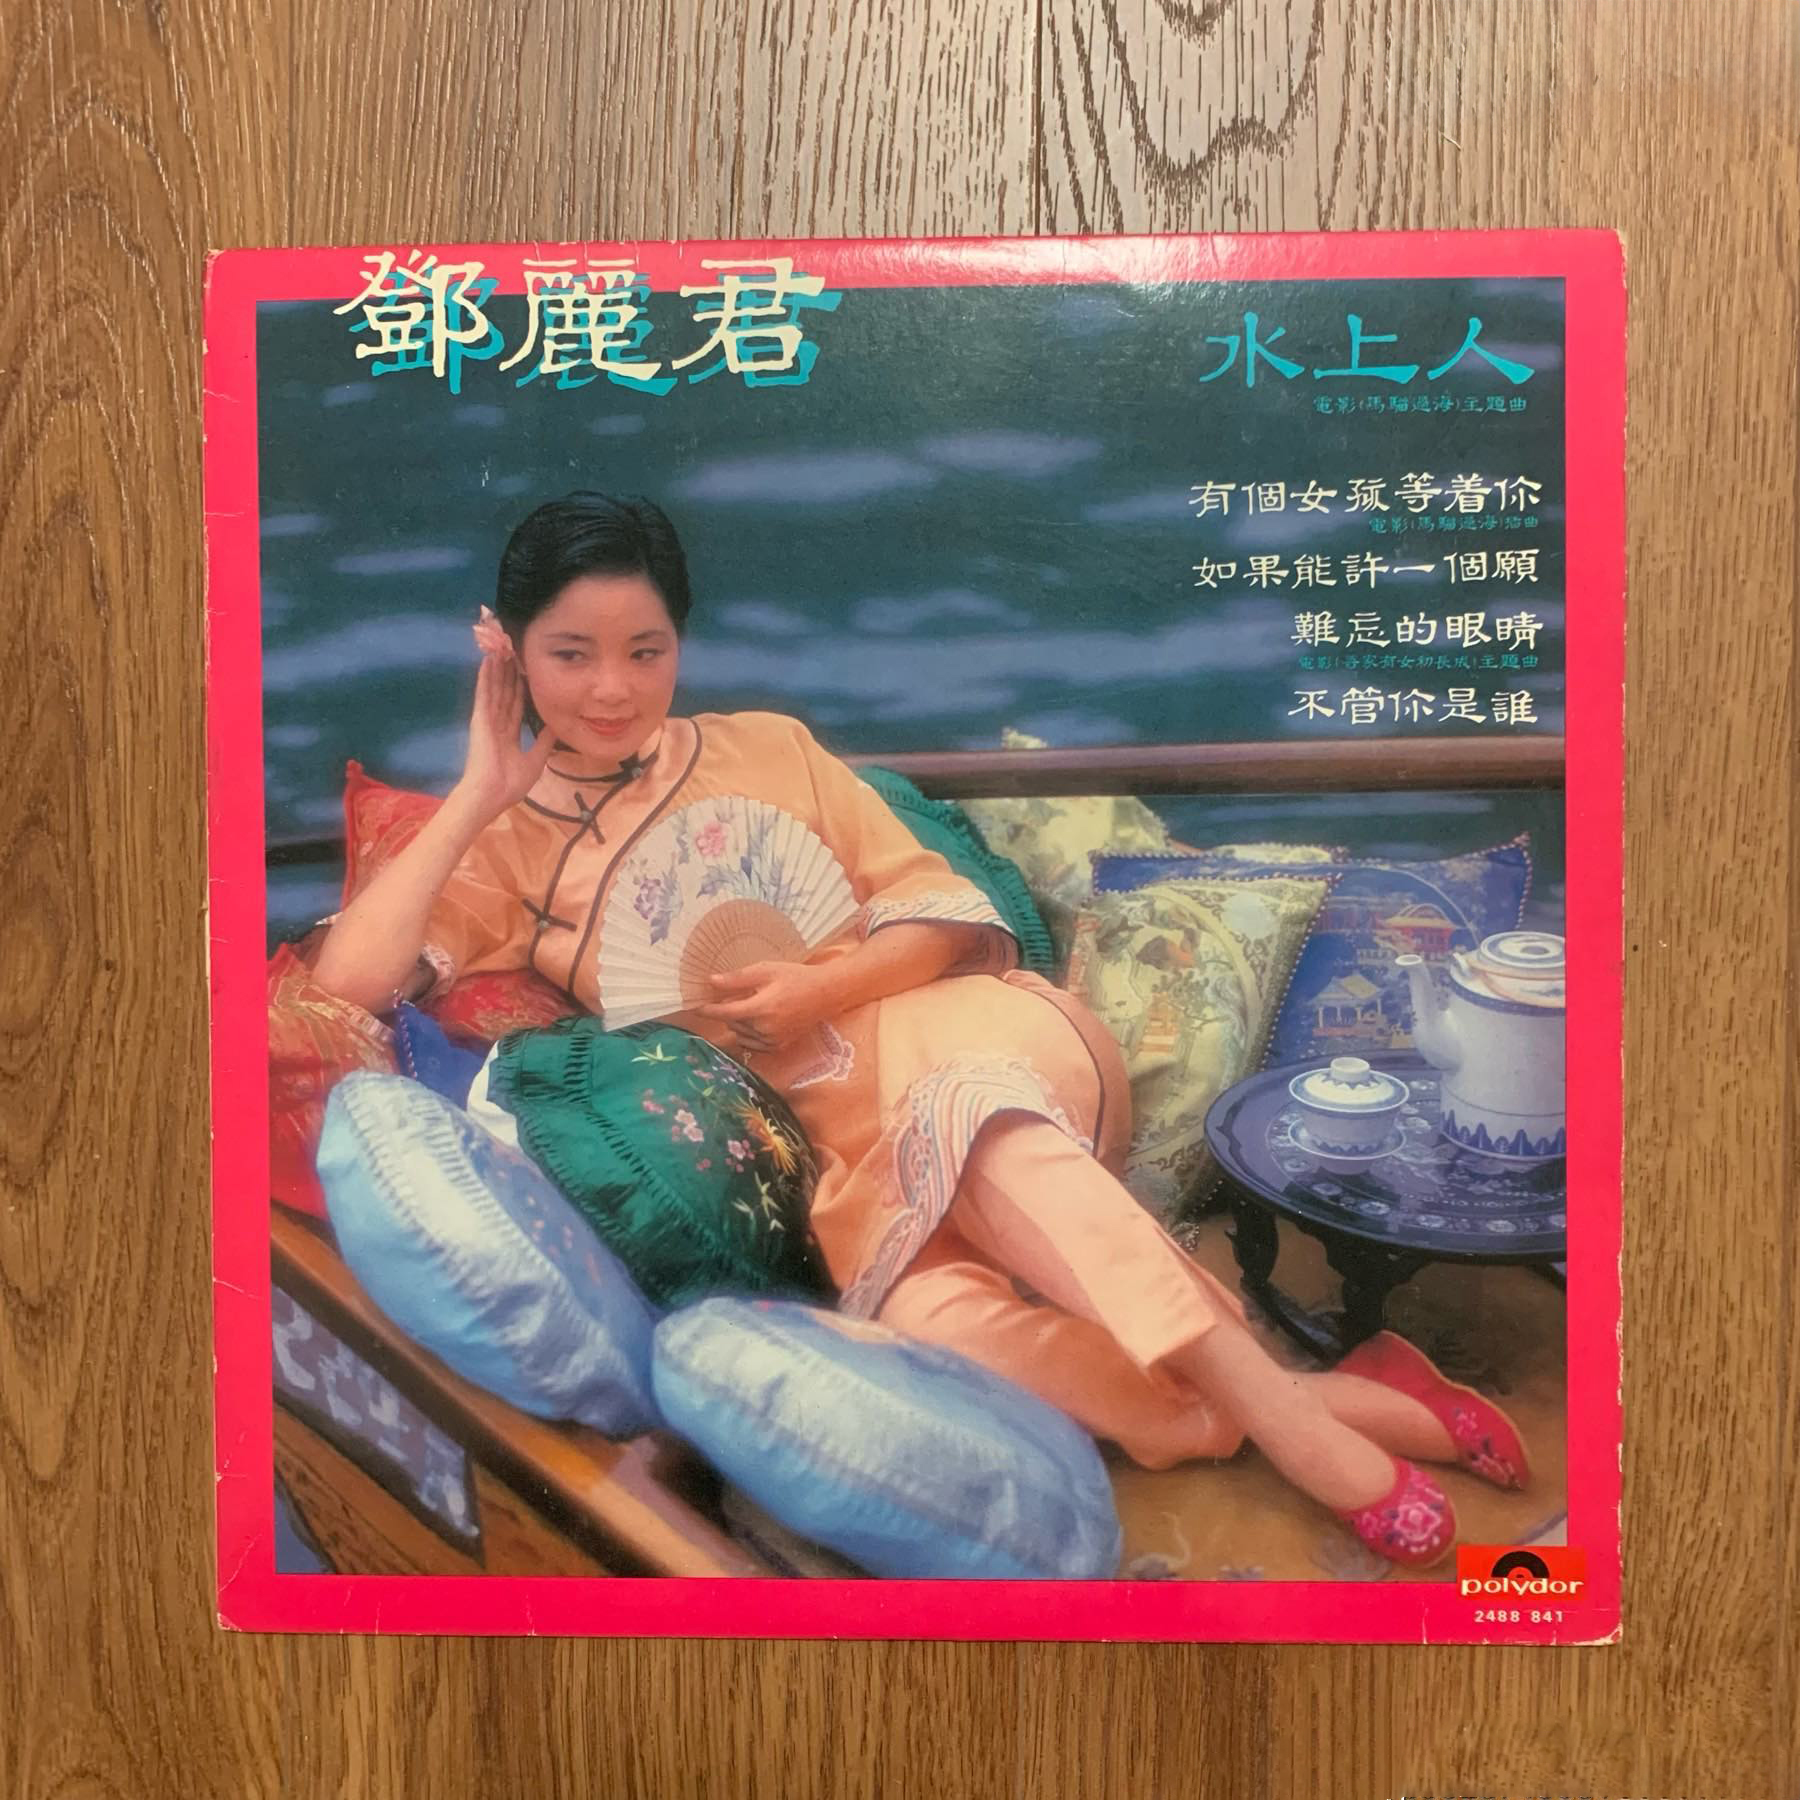 鄧麗君
水上人
電影(馬騮過海)主題曲
有個女孩等着你
電影(馬騮過海)插曲
如果能許一個願
難忘的眼睛
電影(吾家有女初長成)主題曲
不管你是誰
polydor
2488 841